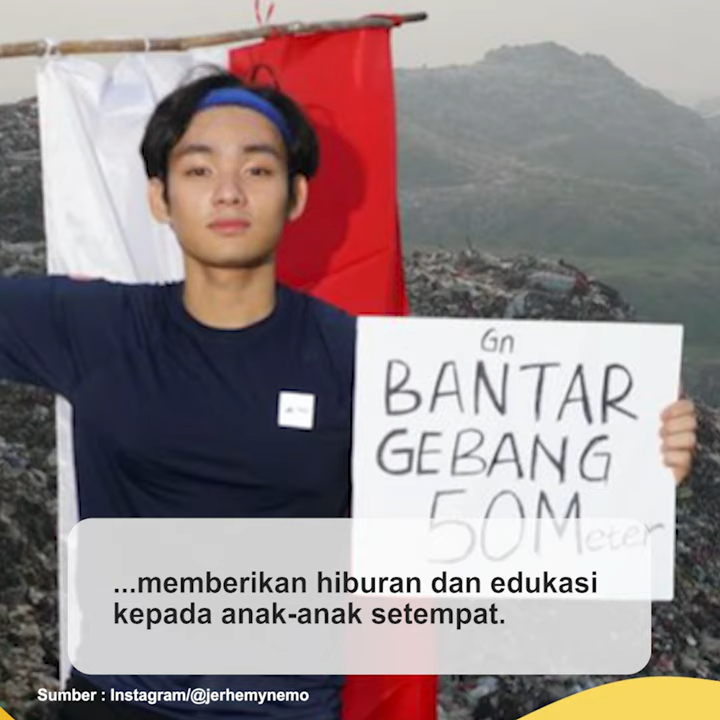 Gn
BANTAR
GEBANG
50Meter
...memberikan hiburan dan edukasi
kepada anak-anak setempat.
Sumber : Instagram/@jerhemynemo